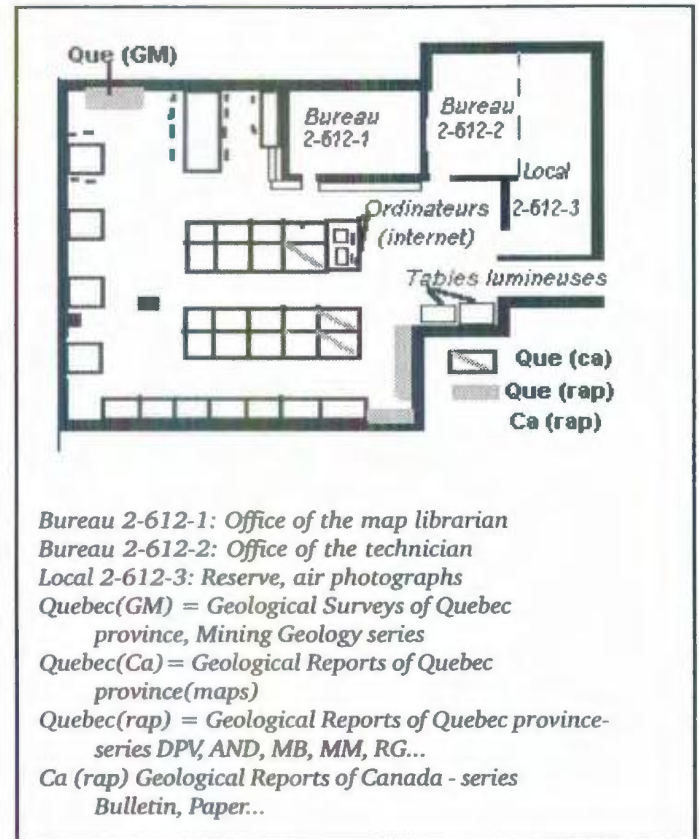 Que (GM)
Bureau
2-612-1
Bureau
2-612-2
Local
2-612-3
Ordinateurs
(internet)
Tables lumineuses
Que (ca)
Que (rap)
Ca (rap)
Bureau 2-612-1: Office of the map librarian
Bureau 2-612-2: Office of the technician
Local 2-612-3: Reserve, air photographs
Quebec(GM) = Geological Surveys of Quebec
province, Mining Geology series
Quebec(Ca)= Geological Reports of Quebec
province(maps)
Quebec(rap) = Geological Reports of Quebec province-
series DPV, AND, MB, MM, RG...
Ca (rap) Geological Reports of Canada - series
Bulletin, Paper...